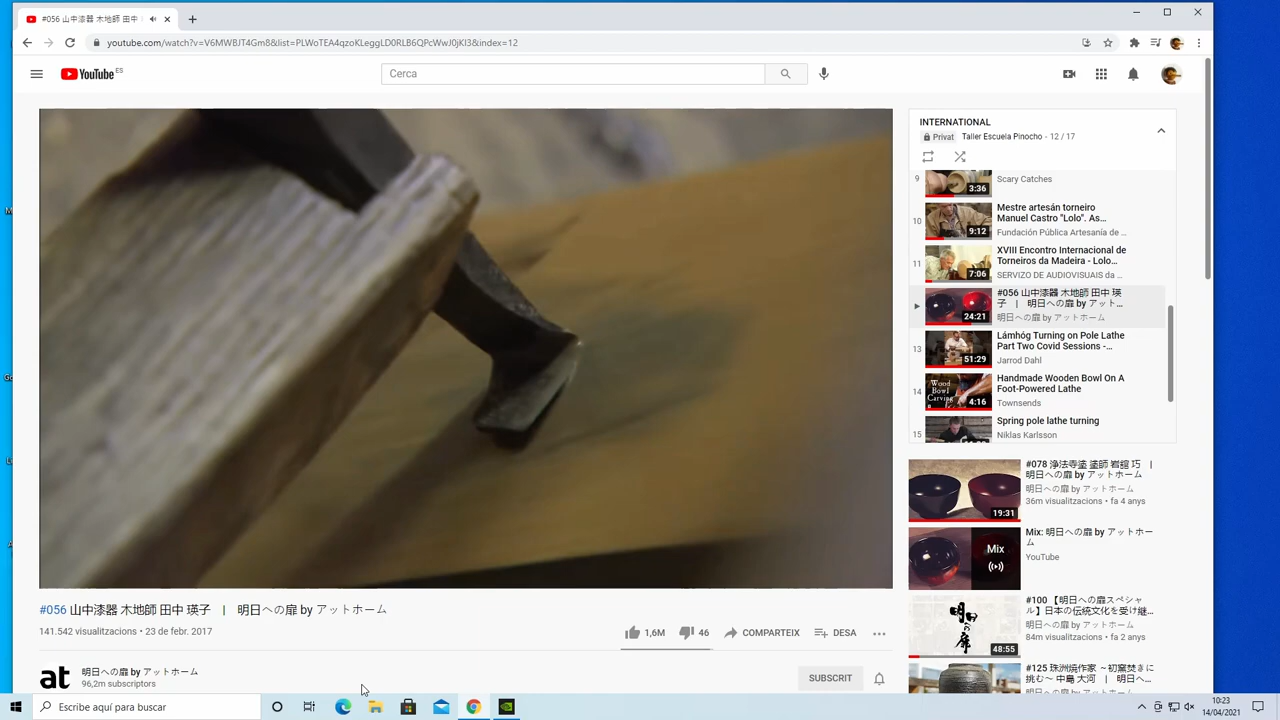 #056 山中漆器 木地師 田中 瑛
youtube.com/watch?v=V6MWBJT4Gm8&list=PLWoTEA4qzoKLeggLD0RLB6QPcWwJ0jKI3&index=12
YouTube ES
Cerca
INTERNATIONAL
Privat Taller Escuela Pinocho - 12 / 17
9
3:36
Scary Catches
10
9:12
Mestre artesán torneiro
Manuel Castro "Lolo". As...
Fundación Pública Artesanía de ...
11
7:06
XVIII Encontro Internacional de
Torneiros da Madeira - Lolo...
SERVIZO DE AUDIOVISUAIS da ...
24:21
#056 山中漆器 木地師 田中 瑛
子 | 明日への扉 by アット...
明日への扉 by アットホーム
13
51:29
Lámhóg Turning on Pole Lathe
Part Two Covid Sessions -...
Jarrod Dahl
14
Wood
Bowl
Carving
4:16
Handmade Wooden Bowl On A
Foot-Powered Lathe
Townsends
15
Spring pole lathe turning
Niklas Karlsson
19:31
#078 浄法寺塗 塗師 岩舘 巧 |
明日への扉 by アットホーム
明日への扉 by アットホーム
36m visualitzacions • fa 4 anys
Mix
Mix: 明日への扉 by アットホー
ム
YouTube
明日への扉
48:55
#100 【明日への扉スペシャ
ル】日本の伝統文化を受け継...
明日への扉 by アットホーム
84m visualitzacions • fa 2 anys
#125 珠洲焼作家 ～初窯焚きに
挑む～ 中島 大河 | 明日へ...
明日への扉 by アットホーム
#056 山中漆器 木地師 田中 瑛子 | 明日への扉 by アットホーム
141.542 visualitzacions • 23 de febr. 2017
1,6M 46 COMPARTEIX DESA
at
明日への扉 by アットホーム
96,2m subscriptors
SUBSCRIT
Escribe aquí para buscar
10:23
14/04/2021